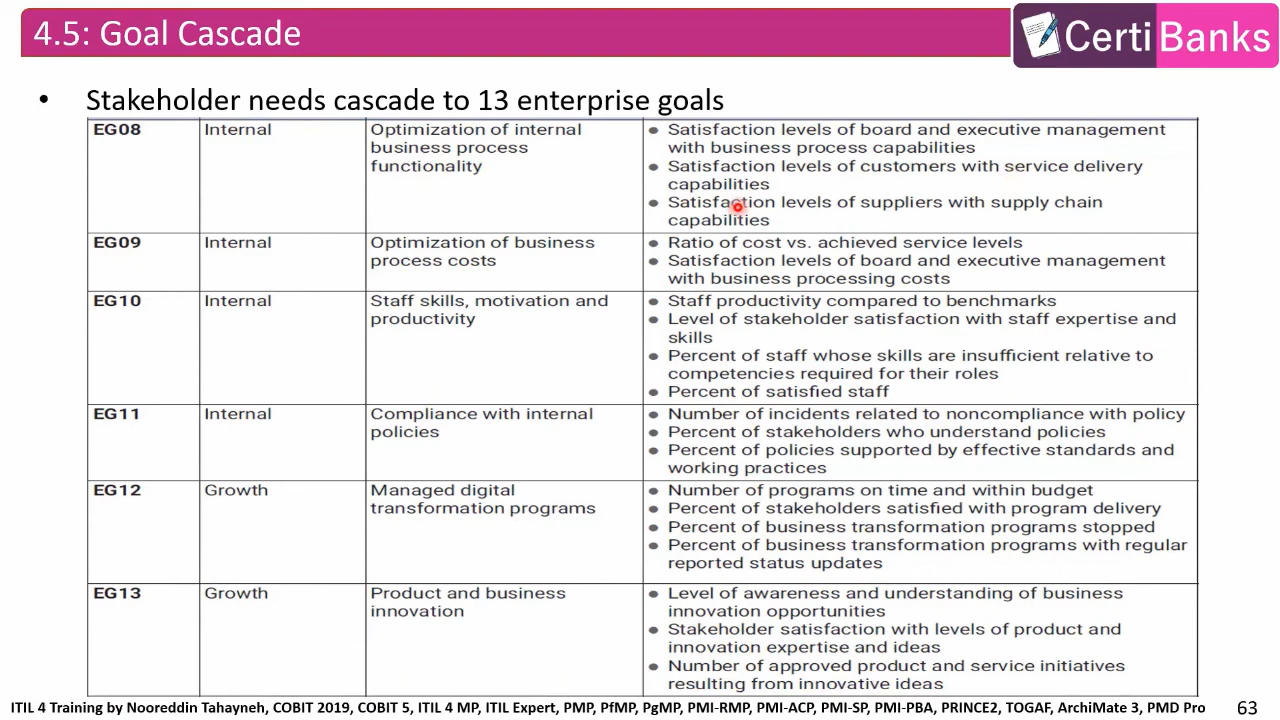 4.5: Goal Cascade
CertiBanks
• Stakeholder needs cascade to 13 enterprise goals
EG08 Internal Optimization of internal business process functionality
• Satisfaction levels of board and executive management
with business process capabilities
• Satisfaction levels of customers with service delivery
capabilities
• Satisfaction levels of suppliers with supply chain
capabilities
EG09 Internal Optimization of business process costs
• Ratio of cost vs. achieved service levels
• Satisfaction levels of board and executive management
with business processing costs
EG10 Internal Staff skills, motivation and productivity
• Staff productivity compared to benchmarks
• Level of stakeholder satisfaction with staff expertise and
skills
• Percent of staff whose skills are insufficient relative to
competencies required for their roles
• Percent of satisfied staff
EG11 Internal Compliance with internal policies
• Number of incidents related to noncompliance with policy
• Percent of stakeholders who understand policies
• Percent of policies supported by effective standards and
working practices
EG12 Growth Managed digital transformation programs
• Number of programs on time and within budget
• Percent of stakeholders satisfied with program delivery
• Percent of business transformation programs stopped
• Percent of business transformation programs with regular
reported status updates
EG13 Growth Product and business innovation
• Level of awareness and understanding of business
innovation opportunities
• Stakeholder satisfaction with levels of product and
innovation expertise and ideas
• Number of approved product and service initiatives
resulting from innovative ideas
ITIL 4 Training by Nooreddin Tahayneh, COBIT 2019, COBIT 5, ITIL 4 MP, ITIL Expert, PMP, PfMP, PgMP, PMI-RMP, PMI-ACP, PMI-SP, PMI-PBA, PRINCE2, TOGAF, ArchiMate 3, PMD Pro
63